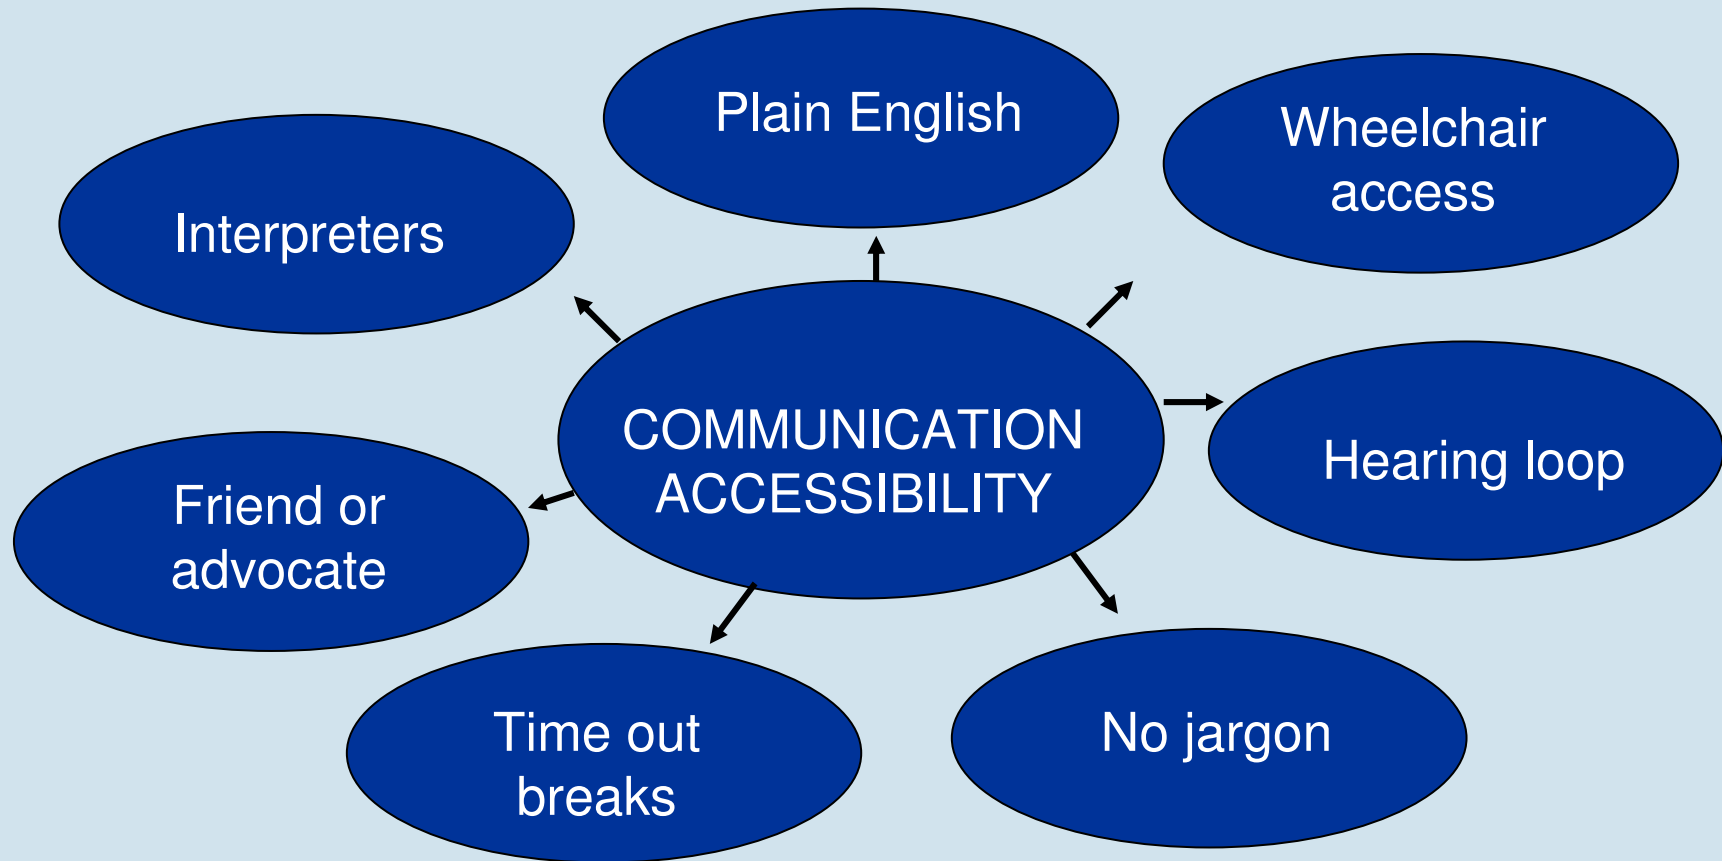 Plain English
Wheelchair
access
Interpreters
COMMUNICATION
ACCESSIBILITY
Hearing loop
Friend or
advocate
Time out
breaks
No jargon